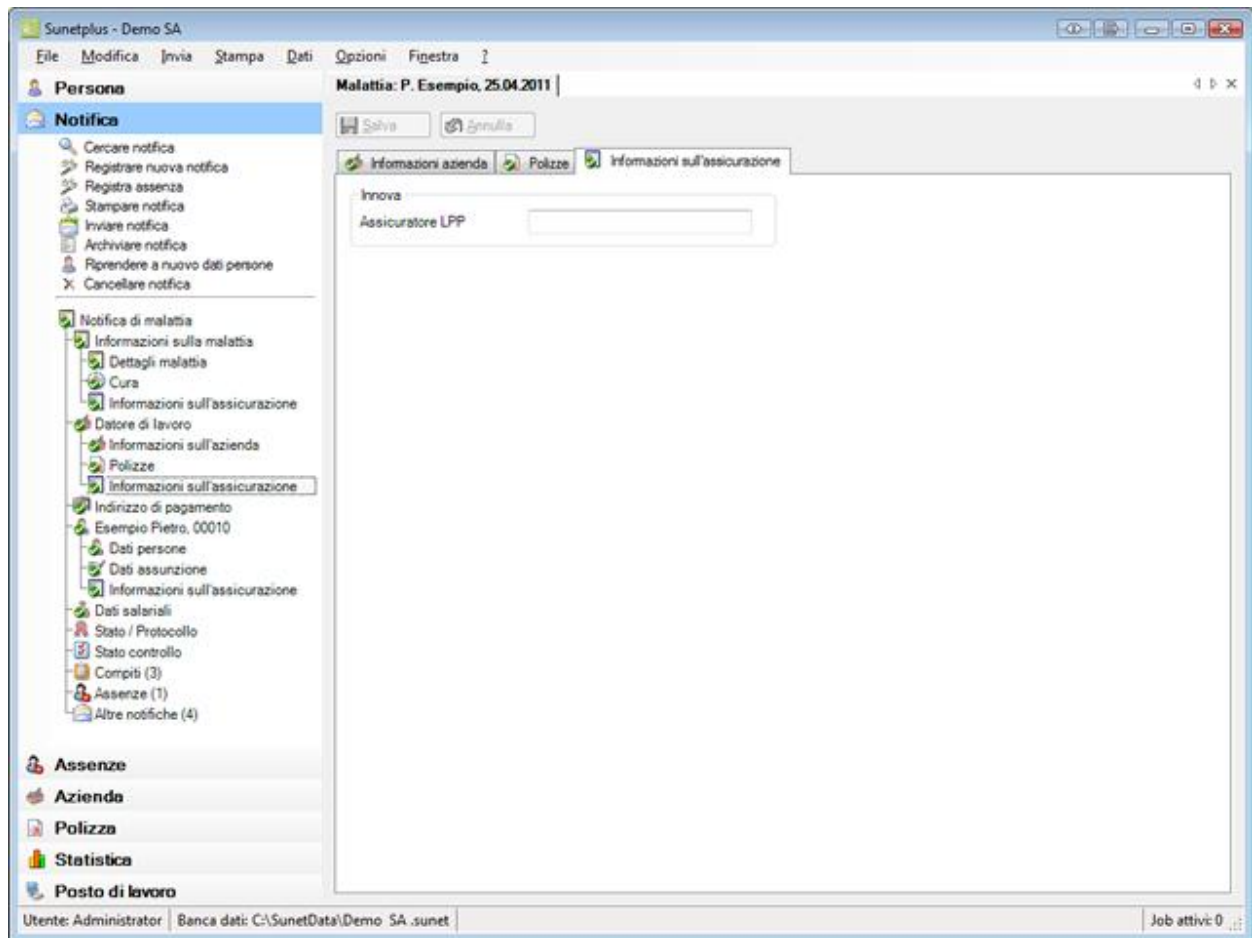 Sunetplus - Demo SA
File Modifica Invia Stampa Dati Opzioni Finestra ?
Persona
Notifica
Cercare notifica
Registrare nuova notifica
Registra assenza
Stampare notifica
Inviare notifica
Archiviare notifica
Riprendere a nuovo dati persone
Cancellare notifica
Notifica di malattia
Informazioni sulla malattia
Dettagli malattia
Cura
Informazioni sull'assicurazione
Datore di lavoro
Informazioni sull'azienda
Polizze
Informazioni sull'assicurazione
Indirizzo di pagamento
Esempio Pietro, 00010
Dati persone
Dati assunzione
Informazioni sull'assicurazione
Dati salariali
Stato / Protocollo
Stato controllo
Compiti (3)
Assenze (1)
Altre notifiche (4)
Assenze
Azienda
Polizza
Statistica
Posto di lavoro
Malattia: P. Esempio, 25.04.2011
Salva Annulla
Informazioni azienda Polizze Informazioni sull'assicurazione
Innova
Assicuratore LPP
Utente: Administrator Banca dati: C:\SunetData\Demo SA .sunet Job attivi: 0